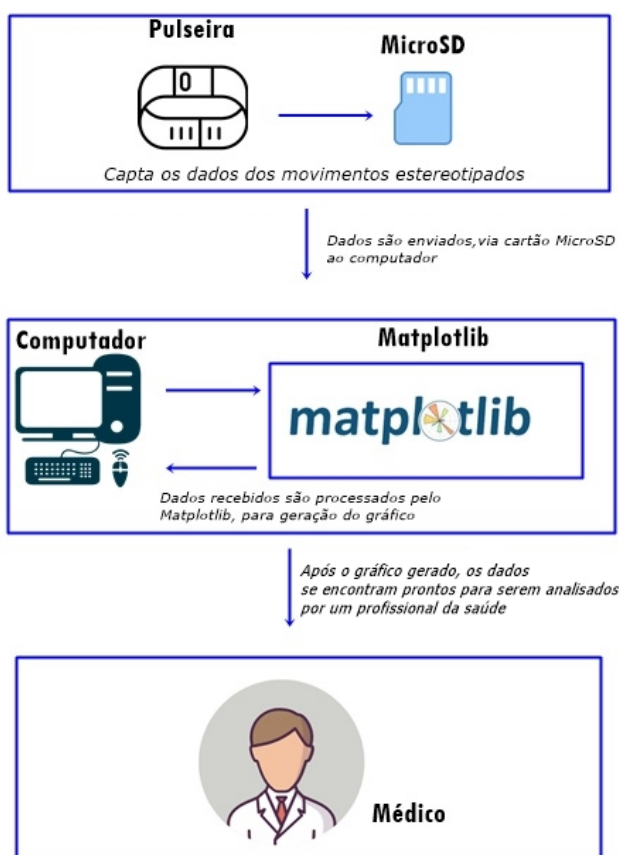 Pulseira
MicroSD
Capta os dados dos movimentos estereotipados
Dados são enviados,via cartão MicroSD
ao computador
Computador
Matplotlib
matplotlib
Dados recebidos são processados pelo
Matplotlib, para geração do gráfico
Após o gráfico gerado, os dados
se encontram prontos para serem analisados
por um profissional da saúde
Médico